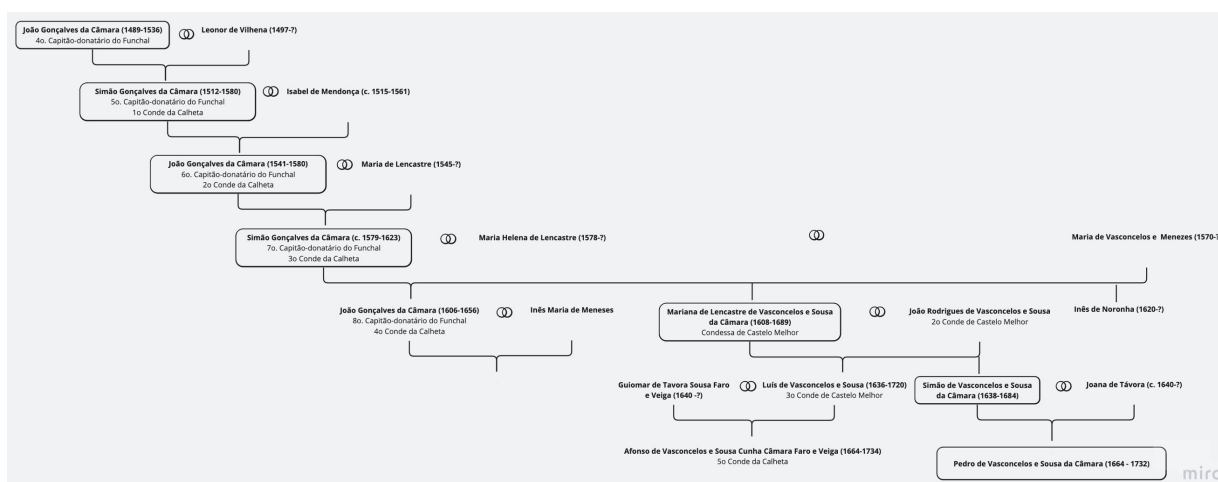 João Gonçalves da Câmara (1489-1536)
4o. Capitão-donatário do Funchal
Leonor de Vilhena (1497-?)
Simão Gonçalves da Câmara (1512-1580)
5o. Capitão-donatário do Funchal
1o Conde da Calheta
Isabel de Mendonça (c. 1515-1561)
João Gonçalves da Câmara (1541-1580)
6o. Capitão-donatário do Funchal
2o Conde da Calheta
Maria de Lencastre (1545-?)
Simão Gonçalves da Câmara (c. 1579-1623)
7o. Capitão-donatário do Funchal
3o Conde da Calheta
Maria Helena de Lencastre (1578-?)
Maria de Vasconcelos e Menezes (1570-?
João Gonçalves da Câmara (1606-1656)
8o. Capitão-donatário do Funchal
4o Conde da Calheta
Inês Maria de Meneses
Mariana de Lencastre de Vasconcelos e Sousa
da Câmara (1608-1689)
Condessa de Castelo Melhor
João Rodrigues de Vasconcelos e Sousa
2o Conde de Castelo Melhor
Inês de Noronha (1620-?)
Guiomar de Tavora Sousa Faro
e Veiga (1640 -?)
Luís de Vasconcelos e Sousa (1636-1720)
3o Conde de Castelo Melhor
Simão de Vasconcelos e Sousa
da Câmara (1638-1684)
Joana de Távora (c. 1640-?)
Afonso de Vasconcelos e Sousa Cunha Câmara Faro e Veiga (1664-1734)
5o Conde da Calheta
Pedro de Vasconcelos e Sousa da Câmara (1664 - 1732)
miro